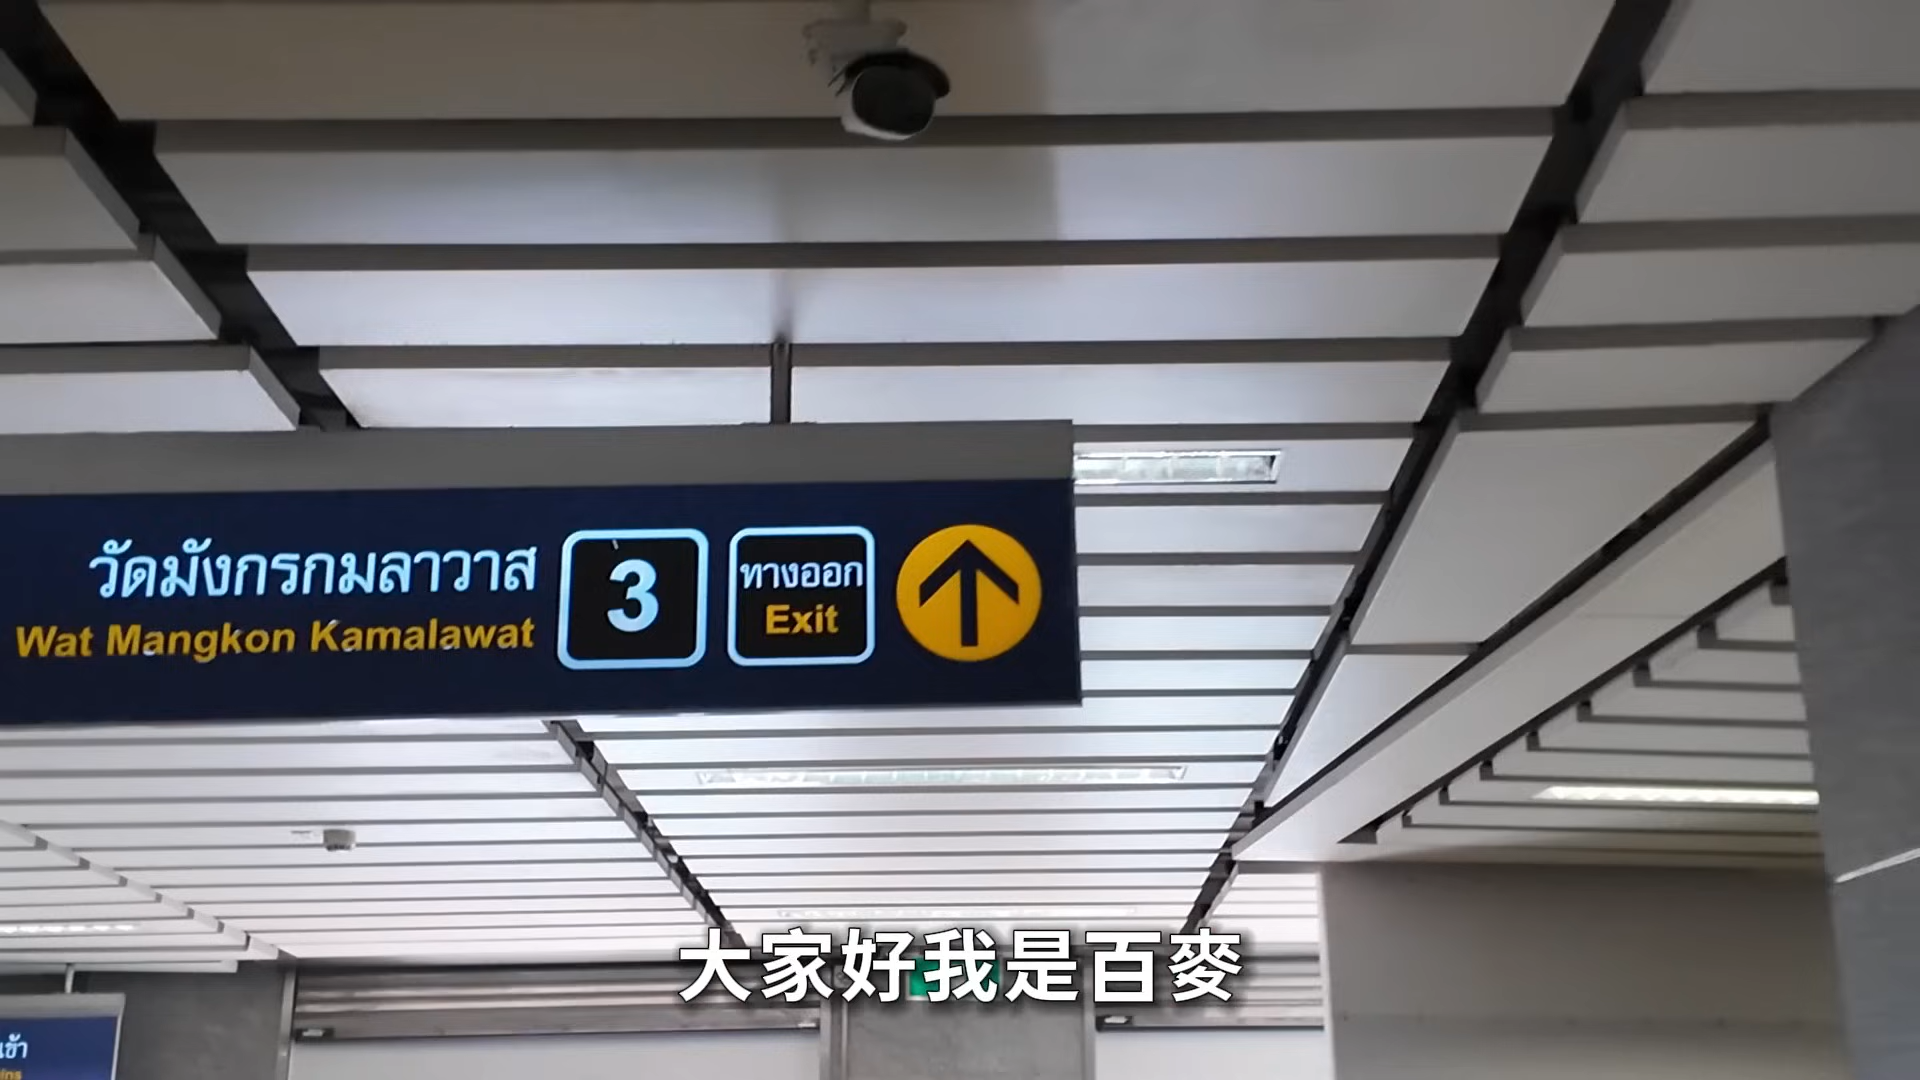 วัดมังกรกมลาวาส
Wat Mangkon Kamalawat
3
ทางออก
Exit
大家好我是百麥